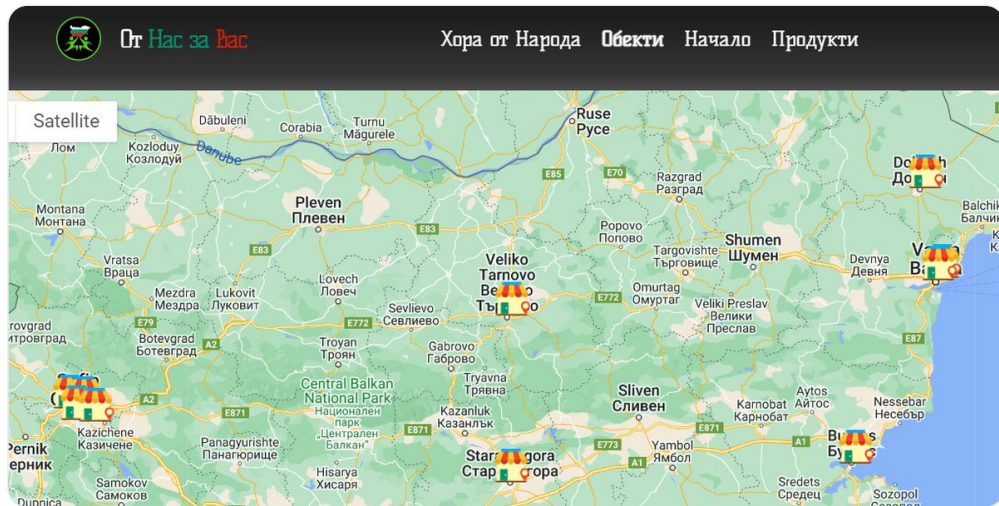 От Нас за Вас
Хора от Народа Обекти Начало Продукти
Satellite
Dăbuleni
Corabia
Turnu
Măgurele
Ruse
Русе
Лом
Kozloduy
Козлодуй
Danube
E85
E70
Razgrad
Разград
Montana
Монтана
Pleven
Плевен
E83
E83
Popovo
Попово
Targovishte
Търговище
Shumen
Шумен
Devnya
Девня
Vratsa
Враца
Veliko
Tarnovo
Lovech
Ловеч
Mezdra
Мездра
Lukovit
Луковит
Sevlievo
Севлиево
E772
Omurtag
Омуртаг
Veliki Preslav
Велики
Преслав
E79
E772
E87
Botevgrad
Ботевград
A2
Troyan
Троян
Gabrovo
Габрово
Tryavna
Трявна
Central Balkan
National Park
Национален
парк
„Централен
Балкан“
Sliven
Сливен
Karnobat
Карнобат
Aytos
Айтос
Nessebar
Несебър
A2
E871
Kazanluk
Казанлък
E871
E871
Kazichene
Казичене
Panagyurishte
Панагюрище
E773
Yambol
Ямбол
A1
A1
Hisarya
Хисаря
Samokov
Самоков
Sredets
Средец
Sozopol